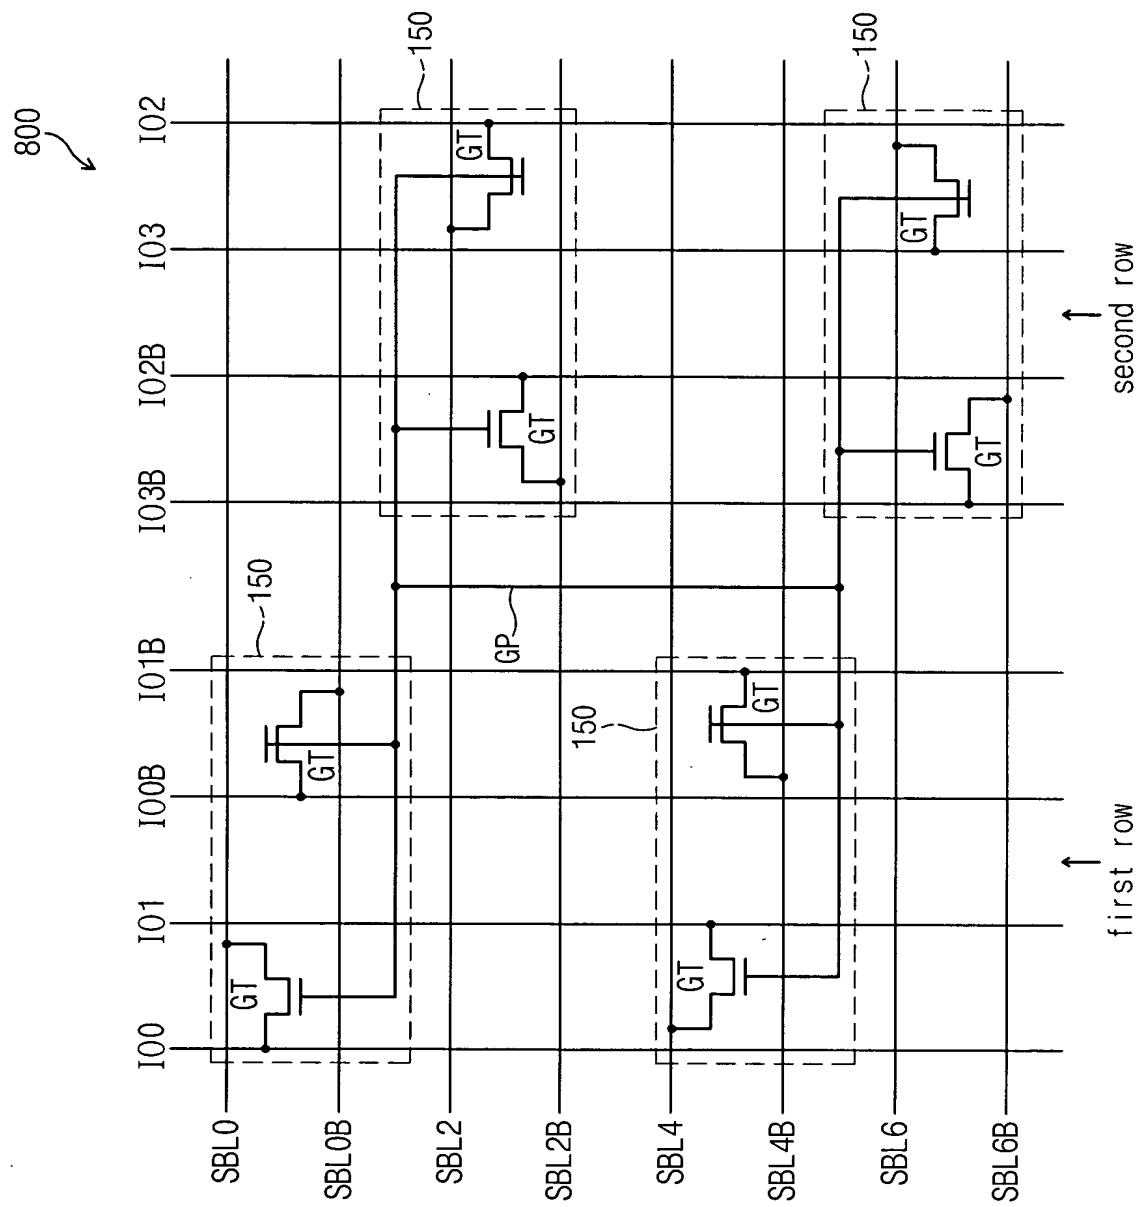 800
IO0
IO1
IO0B
IO1B
IO3B
IO2B
IO3
IO2
150
150
150
150
GT
GT
GT
GT
GT
GT
GT
GT
GP
SBL0
SBL0B
SBL2
SBL2B
SBL4
SBL4B
SBL6
SBL6B
first row
second row